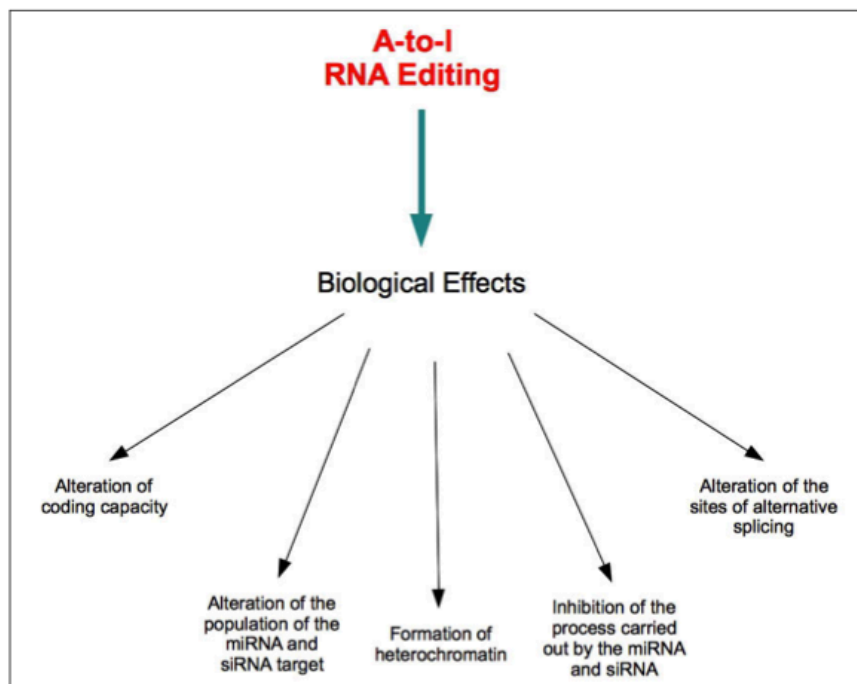 A-to-I
RNA Editing
Biological Effects
Alteration of
coding capacity
Alteration of the
population of the
miRNA and
siRNA target
Formation of
heterochromatin
Inhibition of the
process carried
out by the miRNA
and siRNA
Alteration of the
sites of alternative
splicing